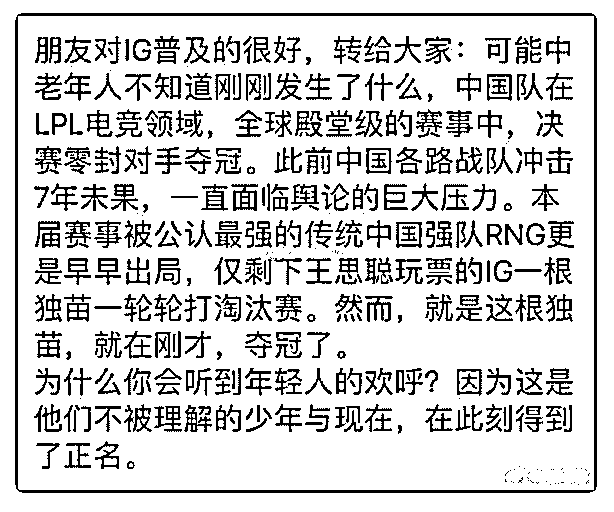 朋友对IG普及的很好，转给大家：可能中
老年人不知道刚刚发生了什么，中国队在
LPL电竞领域，全球殿堂级的赛事中，决
赛零封对手夺冠。此前中国各路战队冲击
7年未果，一直面临舆论的巨大压力。本
届赛事被公认最强的传统中国强队RNG更
是早早出局，仅剩下王思聪玩票的IG一根
独苗一轮轮打淘汰赛。然而，就是这根独
苗，就在刚才，夺冠了。
为什么你会听到年轻人的欢呼？因为这是
他们不被理解的少年与现在，在此刻得到
了正名。